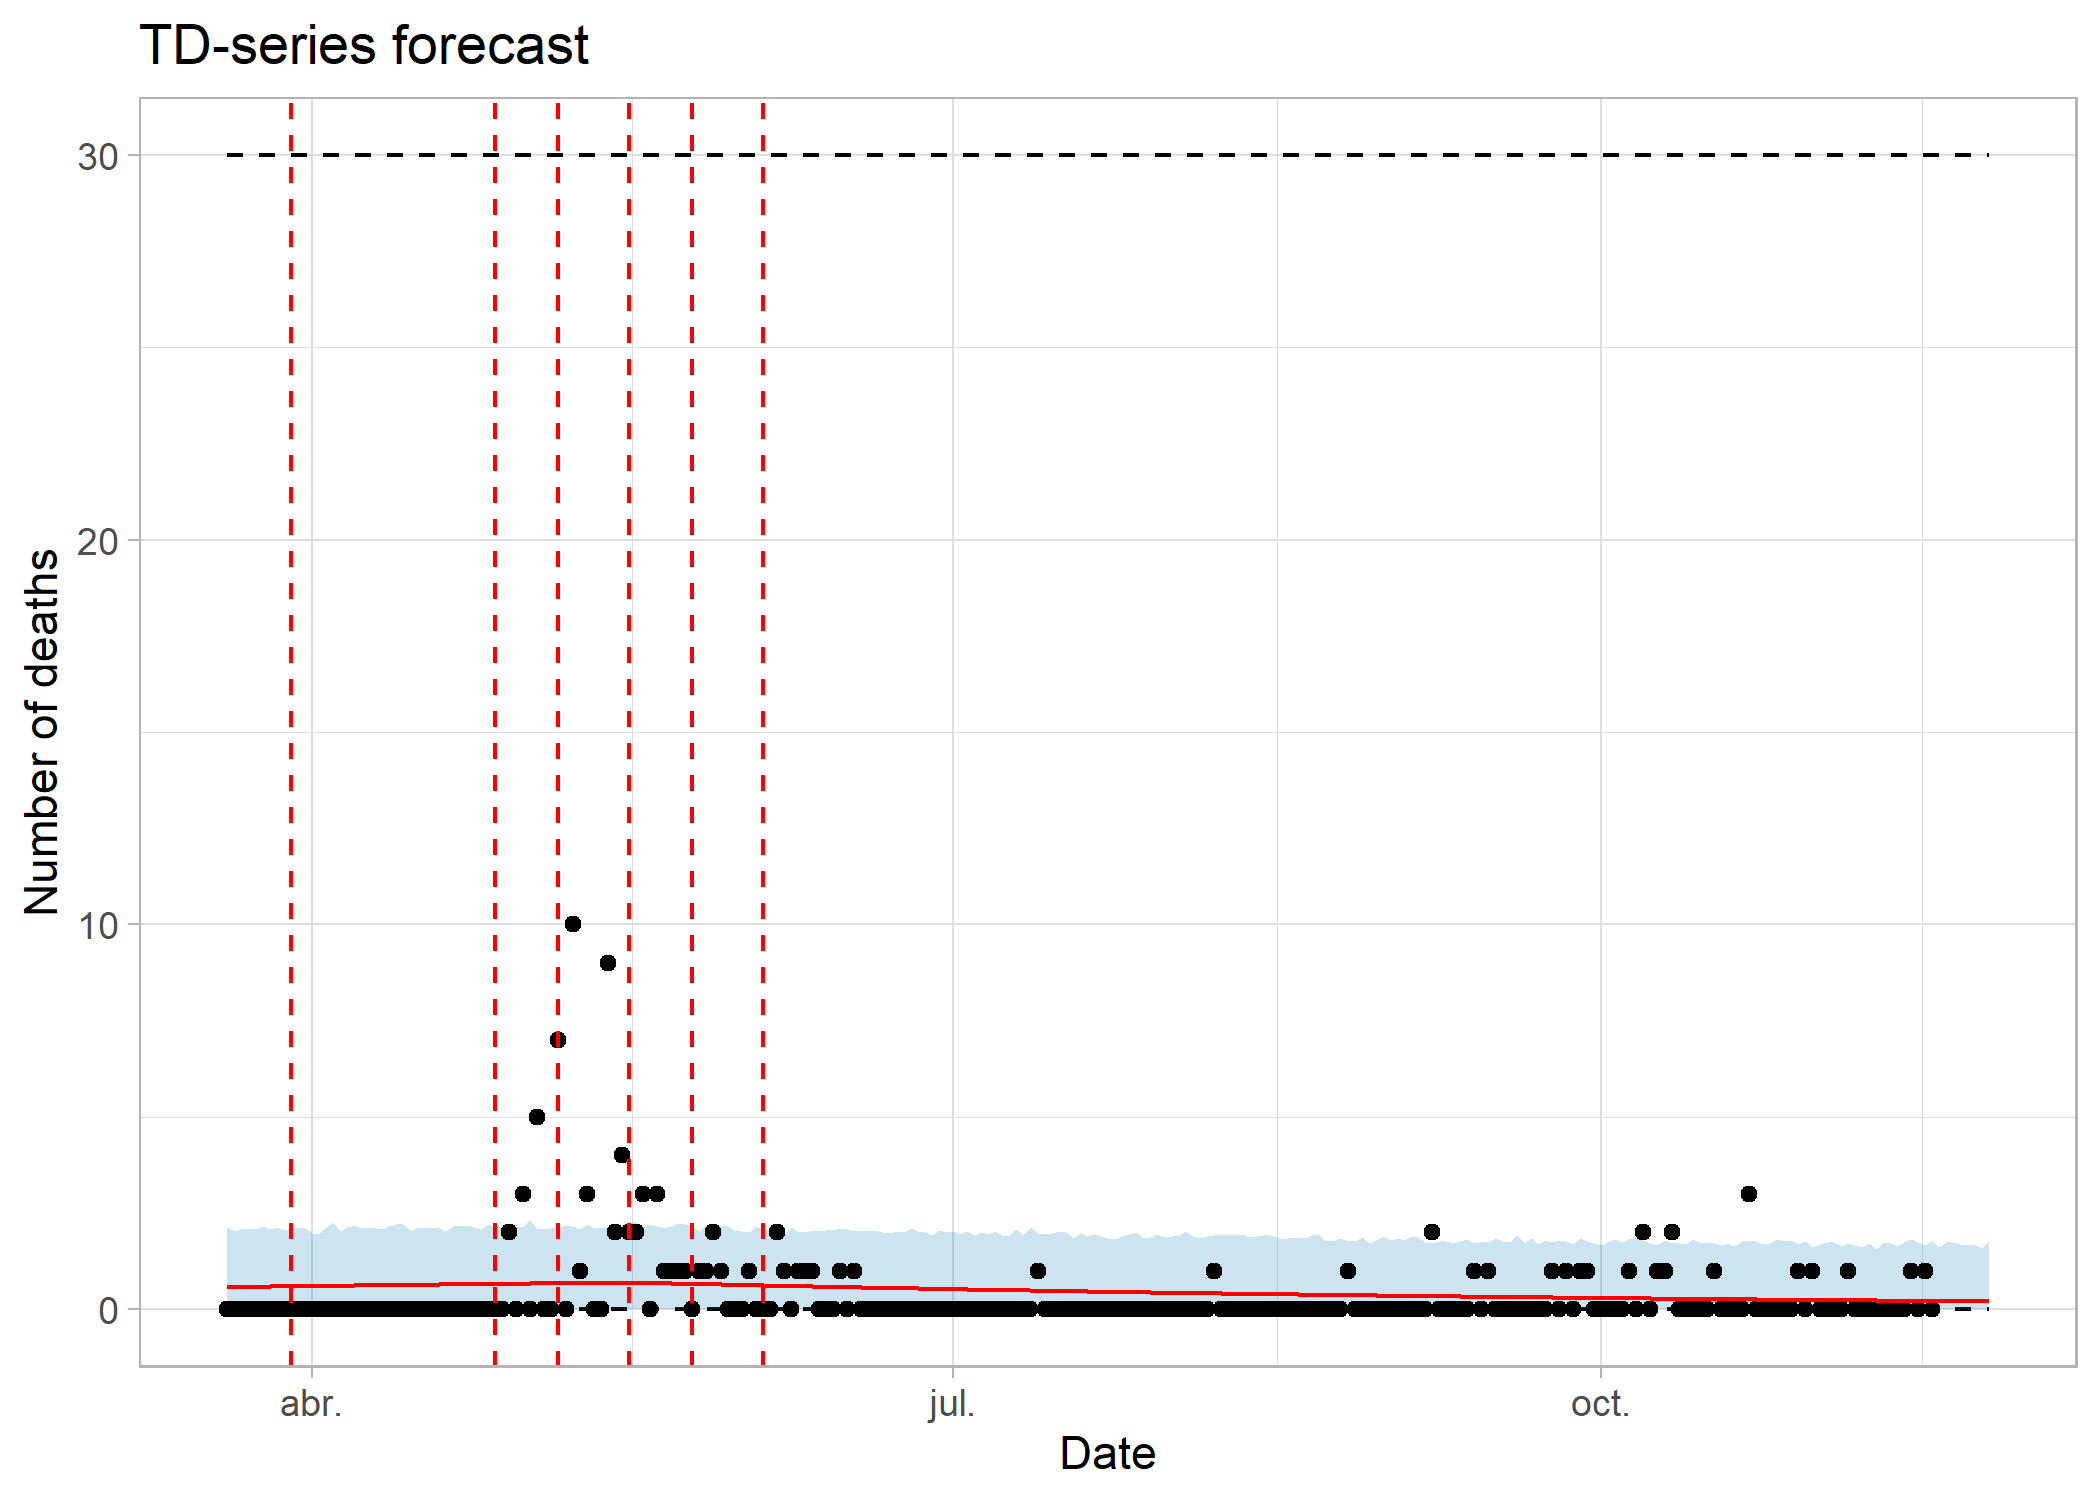 TD-series forecast
30
20
10
0
Number of deaths
abr.
jul.
oct.
Date